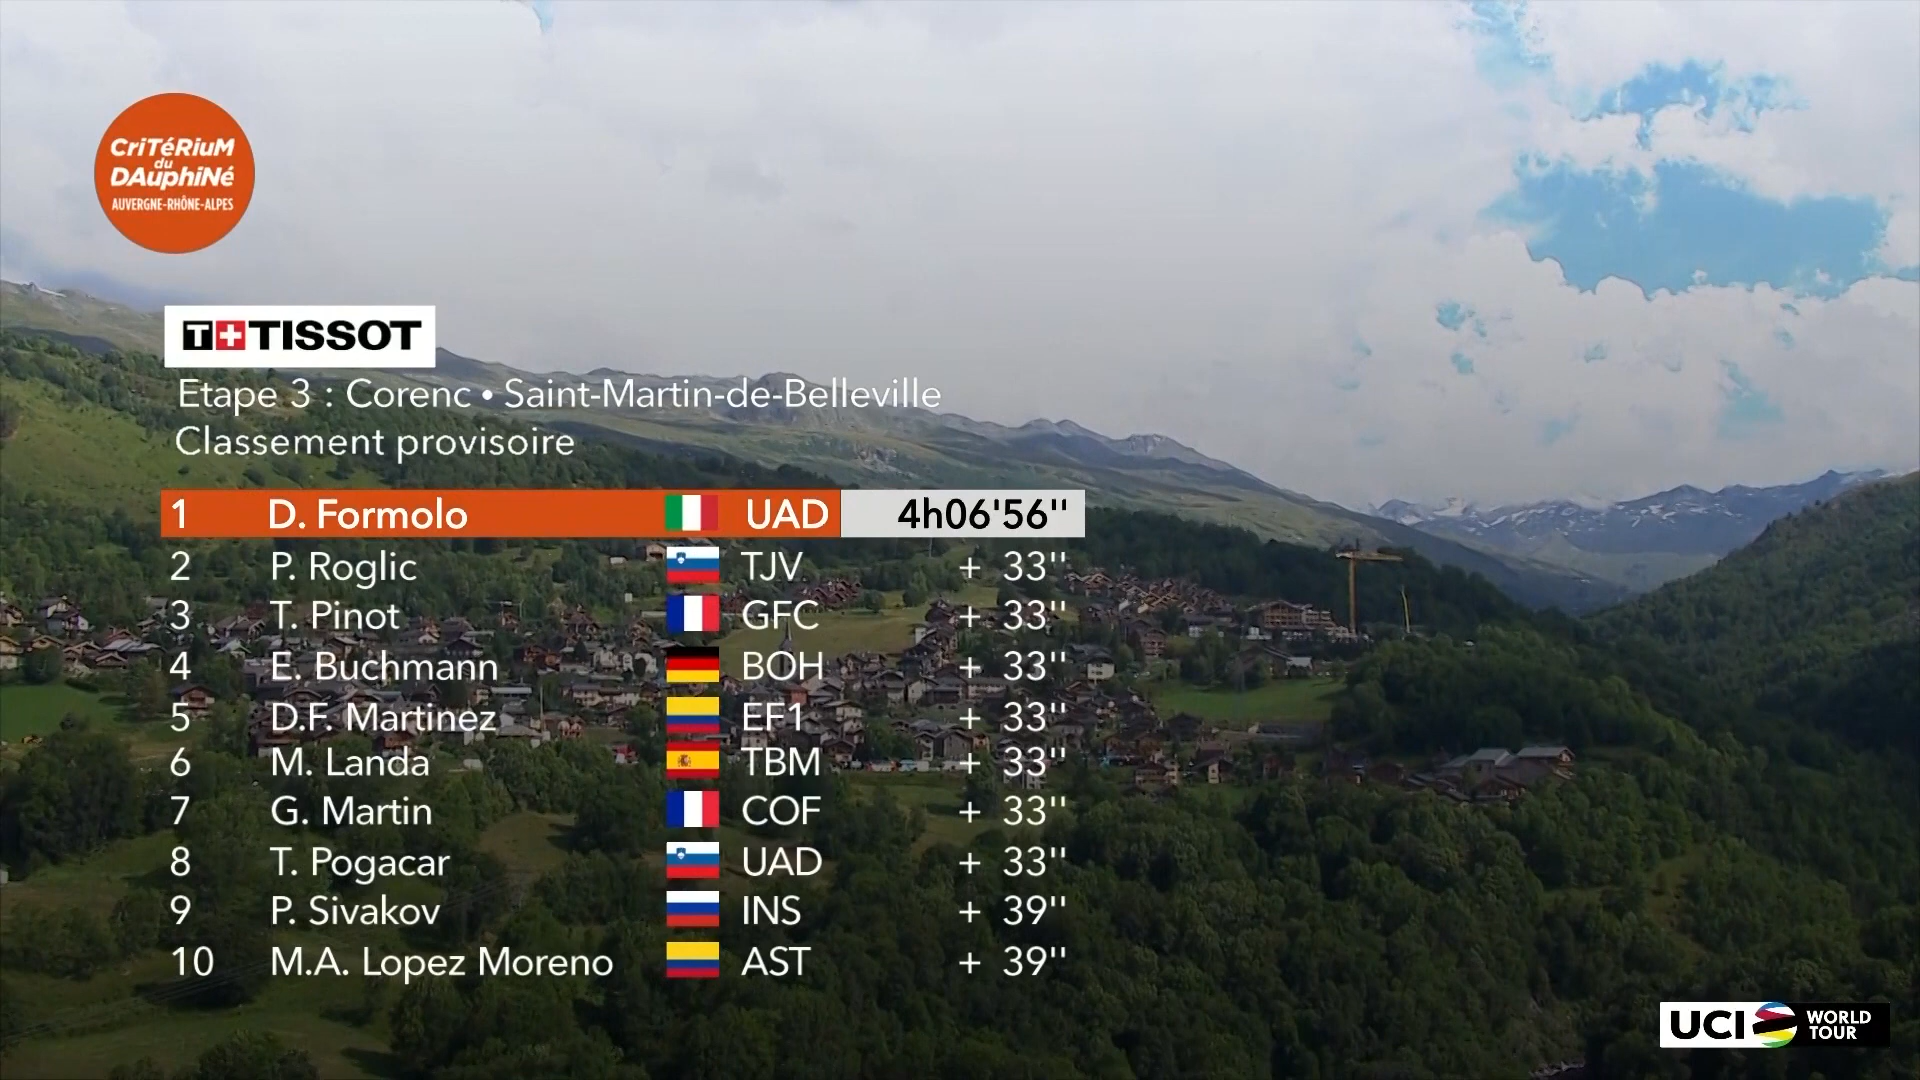 CriTéRiuM
du
DAuphiNé
AUVERGNE-RHÔNE-ALPES
T+ TISSOT
Etape 3 : Corenc • Saint-Martin-de-Belleville
Classement provisoire
1 D. Formolo UAD 4h06'56''
2 P. Roglic TJV + 33''
3 T. Pinot GFC + 33''
4 E. Buchmann BOH + 33''
5 D.F. Martinez EF1 + 33''
6 M. Landa TBM + 33''
7 G. Martin COF + 33''
8 T. Pogacar UAD + 33''
9 P. Sivakov INS + 39''
10 M.A. Lopez Moreno AST + 39''
UCI WORLD
TOUR